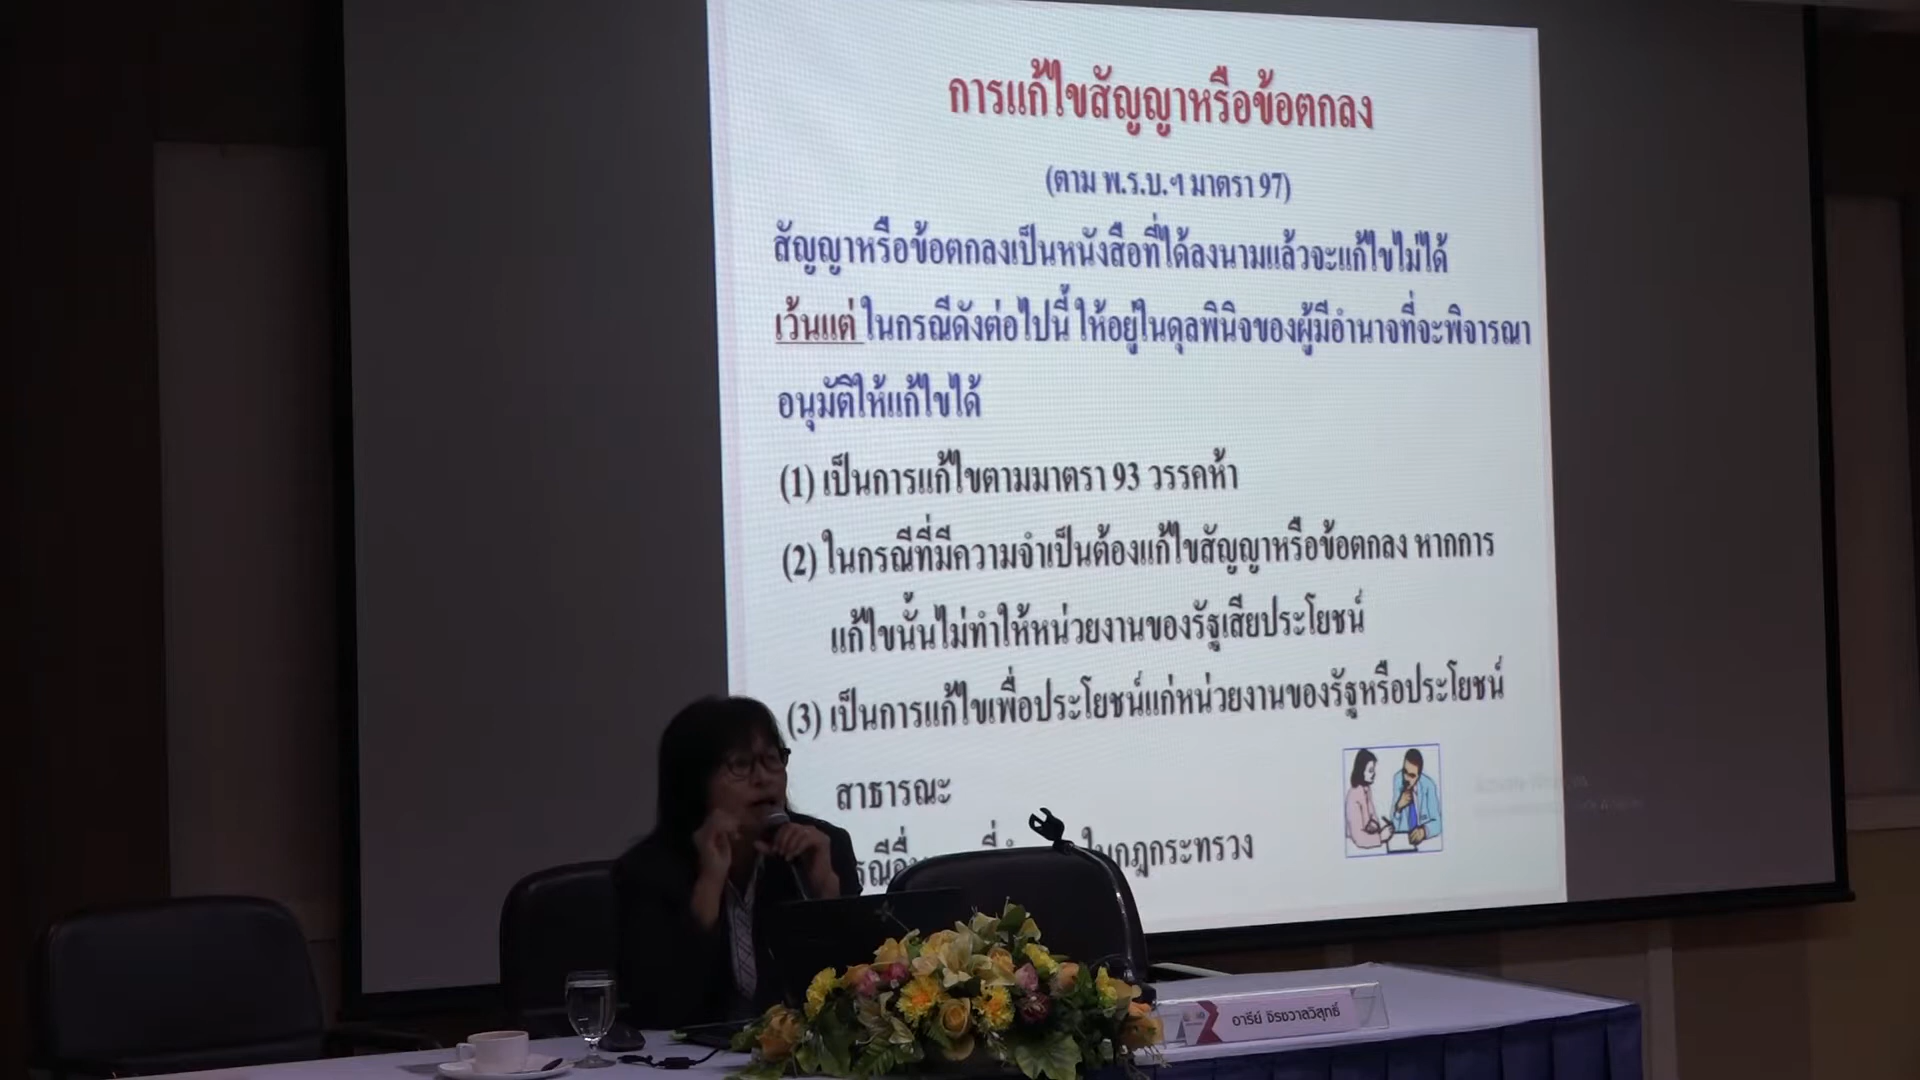 การแก้ไขสัญญาหรือข้อตกลง
(ตาม พ.ร.บ.ฯ มาตรา 97)
สัญญาหรือข้อตกลงเป็นหนังสือที่ได้ลงนามแล้วจะแก้ไขไม่ได้
เว้นแต่ ในกรณีดังต่อไปนี้ ให้อยู่ในดุลพินิจของผู้มีอำนาจที่จะพิจารณา
อนุมัติให้แก้ไขได้
(1) เป็นการแก้ไขตามมาตรา 93 วรรคห้า
(2) ในกรณีที่มีความจำเป็นต้องแก้ไขสัญญาหรือข้อตกลง หากการ
แก้ไขนั้นไม่ทำให้หน่วยงานของรัฐเสียประโยชน์
(3) เป็นการแก้ไขเพื่อประโยชน์แก่หน่วยงานของรัฐหรือประโยชน์
สาธารณะ
ในกฎกระทรวง
อารีย์ จิรชวาลวิสุทธิ์